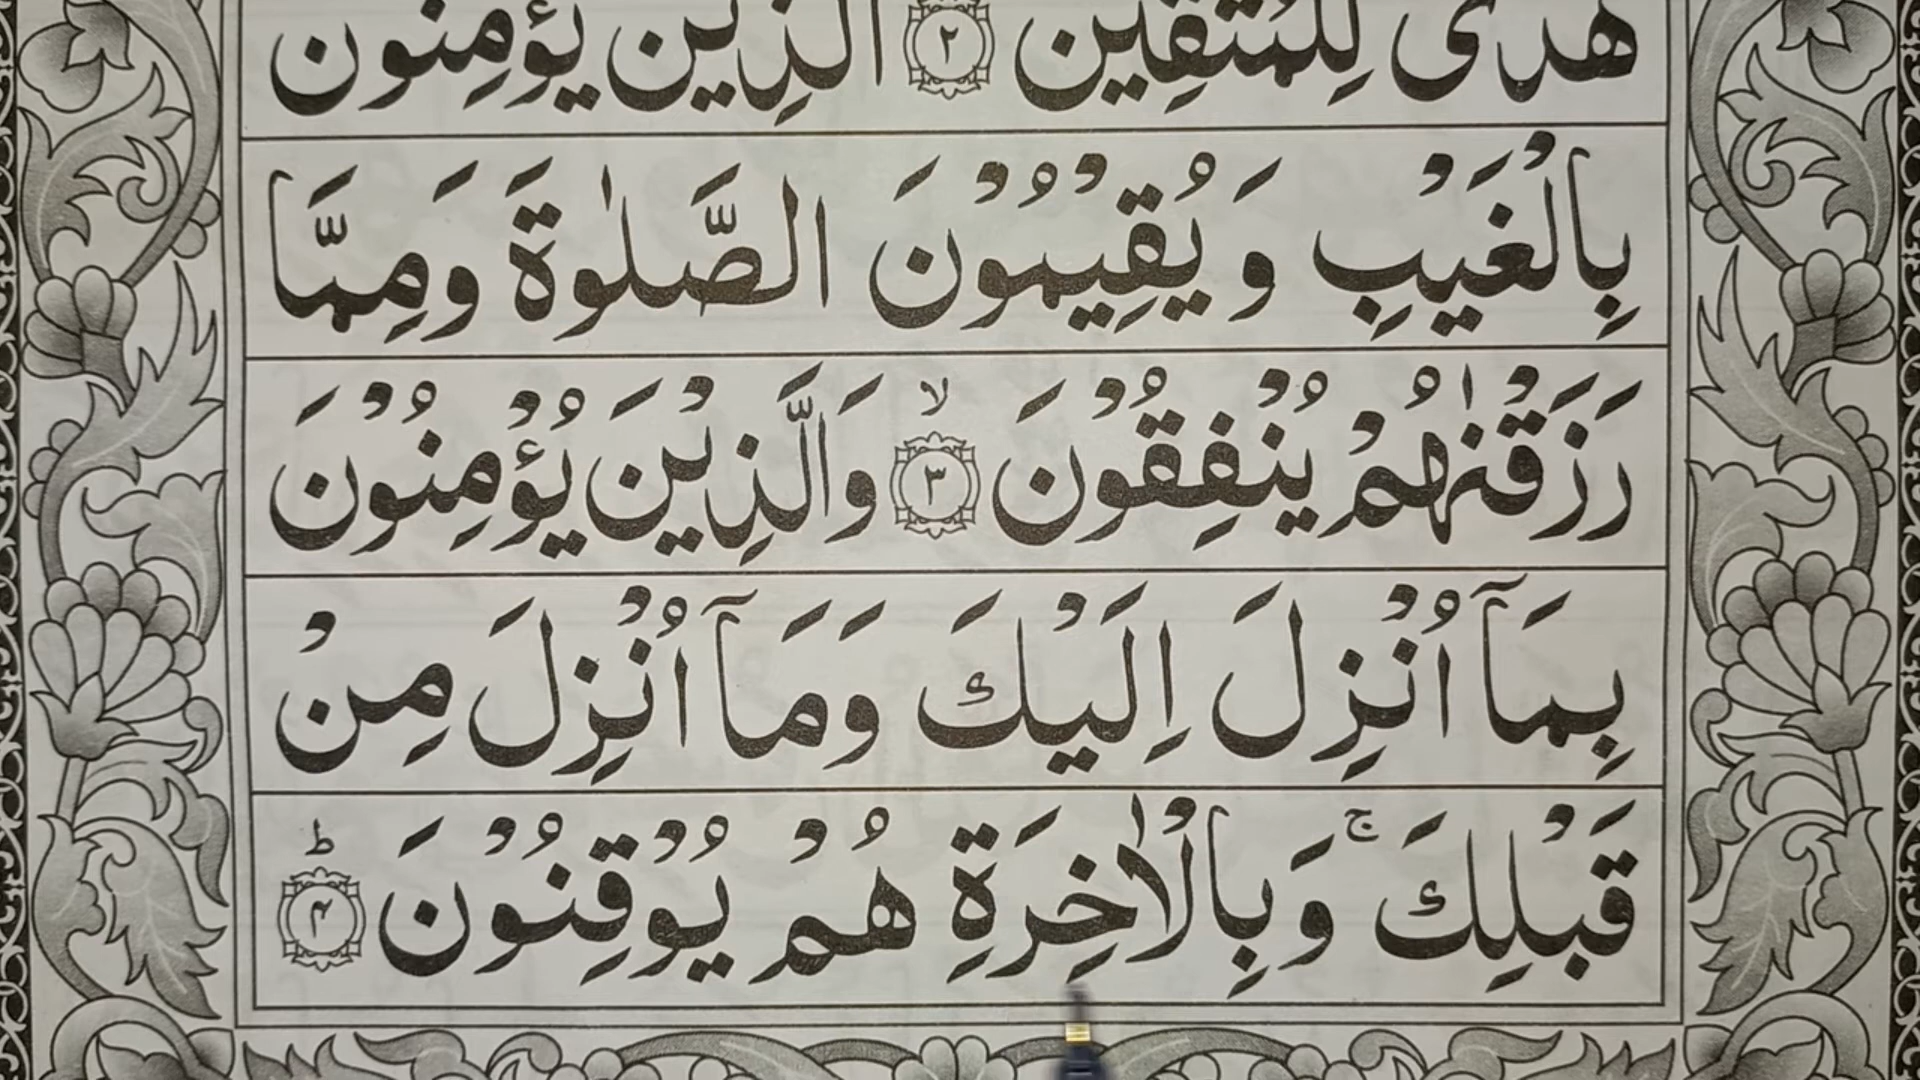 هُدًى لِّلْمُتَّقِيْنَ ۝٢ الَّذِيْنَ يُؤْمِنُوْنَ
بِالْغَيْبِ وَيُقِيْمُوْنَ الصَّلٰوةَ وَمِمَّا
رَزَقْنٰهُمْ يُنْفِقُوْنَ ۙ۝٣ وَالَّذِيْنَ يُؤْمِنُوْنَ
بِمَآ اُنْزِلَ اِلَيْكَ وَمَآ اُنْزِلَ مِنْ
قَبْلِكَ ۚ وَبِالْاٰخِرَةِ هُمْ يُوْقِنُوْنَ ؕ۝٤